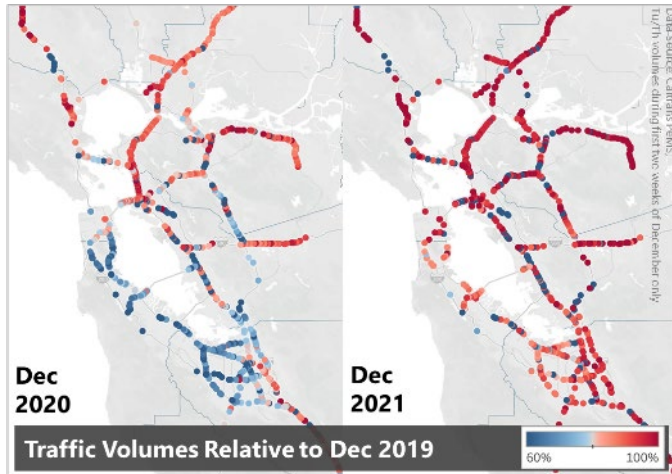 Data-source: Caltrans PeMS,
Tu/Th volumes during first two weeks of December only
Dec
2020
Dec
2021
Traffic Volumes Relative to Dec 2019
60%
100%